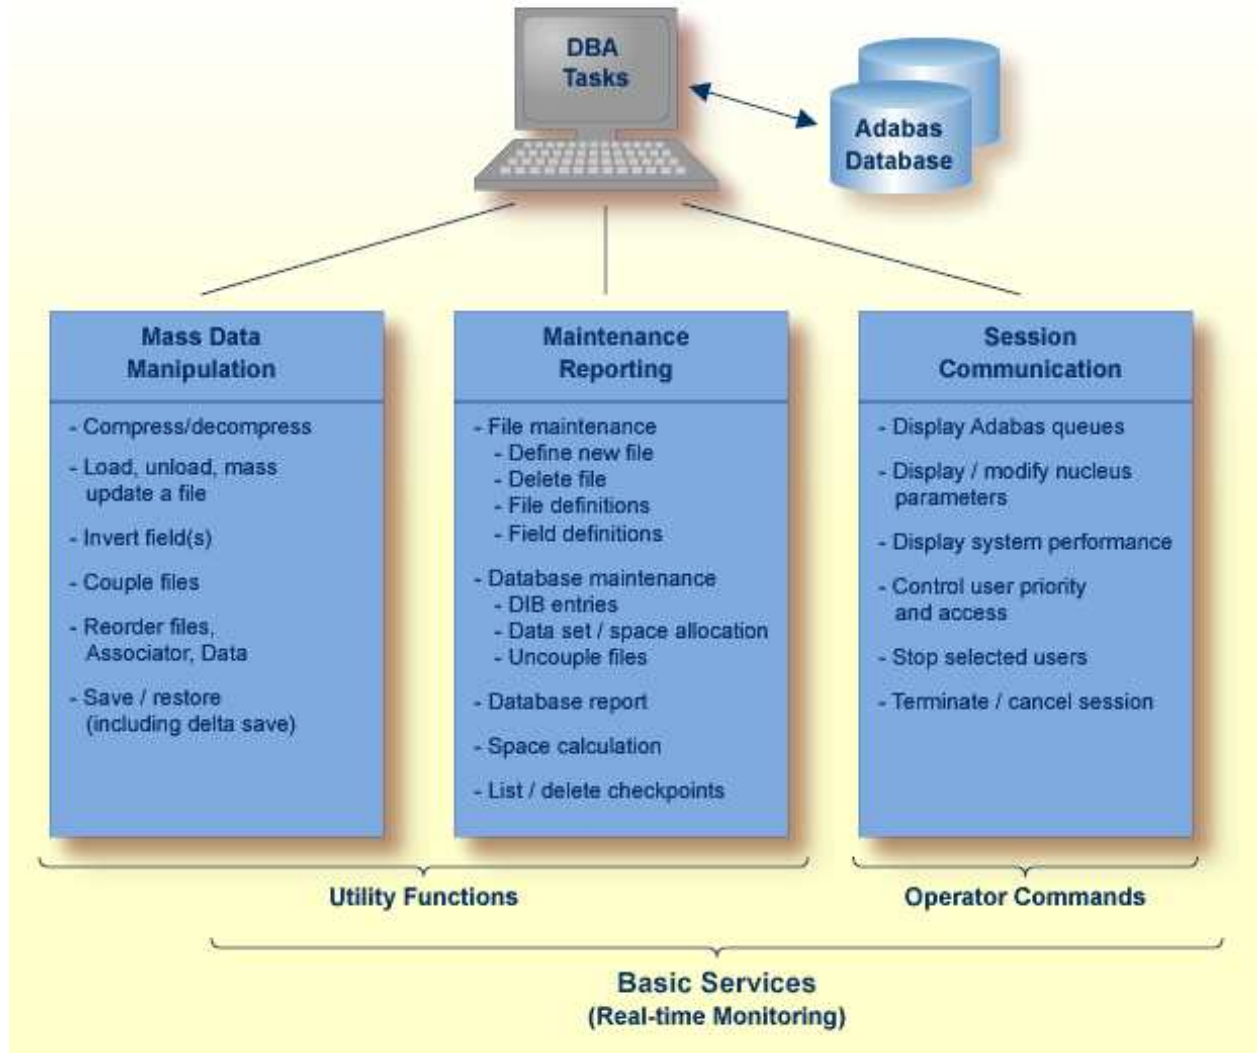 DBA
Tasks
Adabas
Database
Mass Data
Manipulation
- Compress/decompress
- Load, unload, mass
update a file
- Invert field(s)
- Couple files
- Reorder files,
Associator, Data
- Save / restore
(including delta save)
Maintenance
Reporting
- File maintenance
- Define new file
- Delete file
- File definitions
- Field definitions
- Database maintenance
- DIB entries
- Data set / space allocation
- Uncouple files
- Database report
- Space calculation
- List / delete checkpoints
Session
Communication
- Display Adabas queues
- Display / modify nucleus
parameters
- Display system performance
- Control user priority
and access
- Stop selected users
- Terminate / cancel session
Utility Functions
Operator Commands
Basic Services
(Real-time Monitoring)